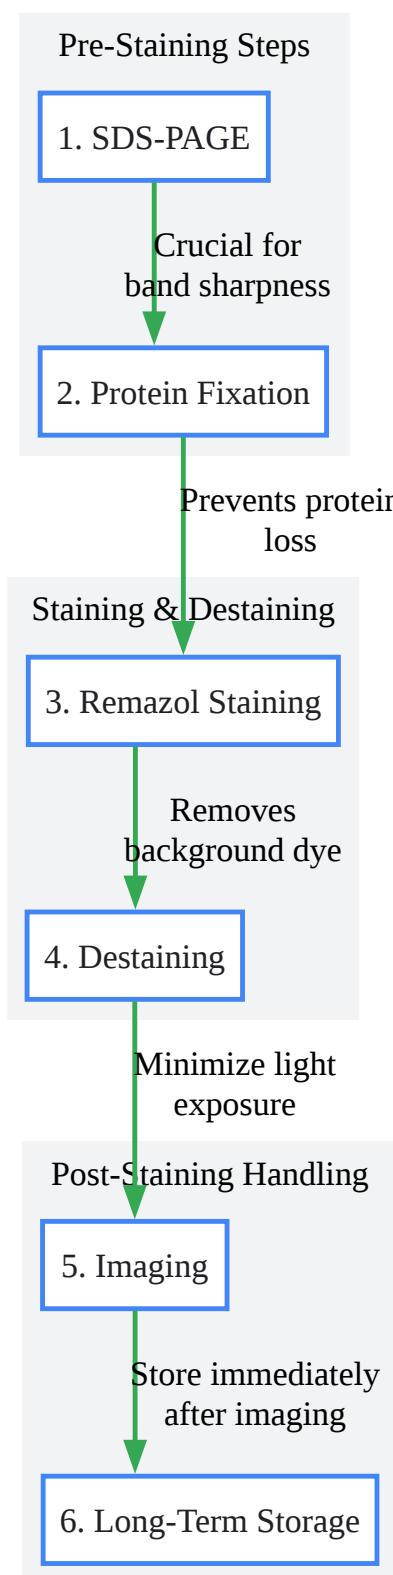 Pre-Staining Steps
1. SDS-PAGE
Crucial for
band sharpness
2. Protein Fixation
Prevents protein
loss
Staining & Destaining
3. Remazol Staining
Removes
background dye
4. Destaining
Minimize light
exposure
Post-Staining Handling
5. Imaging
Store immediately
after imaging
6. Long-Term Storage